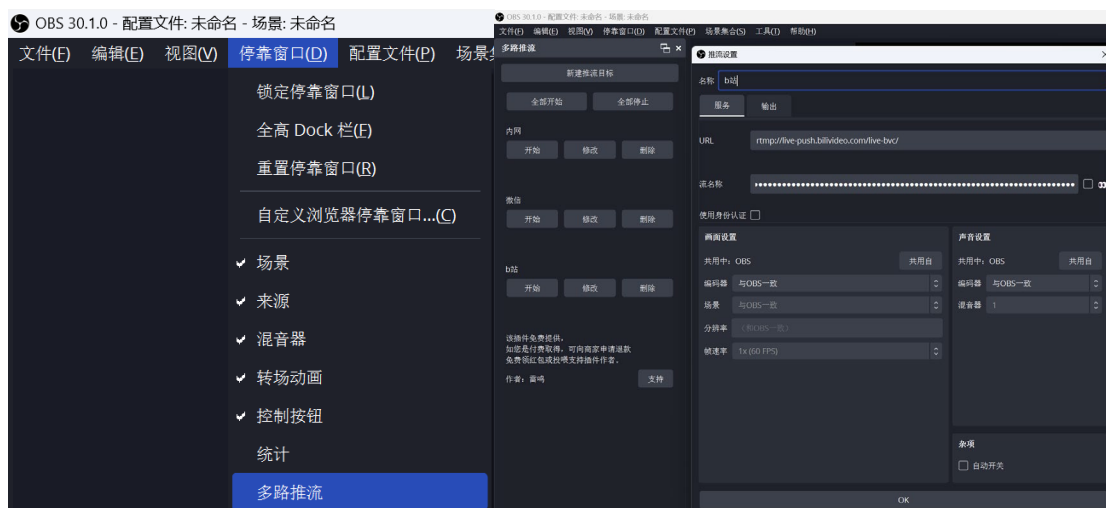 OBS 30.1.0 - 配置文件: 未命名 - 场景: 未命名
文件(F) 编辑(E) 视图(V) 停靠窗口(D) 配置文件(P) 场景
锁定停靠窗口(L)
全高 Dock 栏(F)
重置停靠窗口(R)
自定义浏览器停靠窗口...(C)
场景
来源
混音器
转场动画
控制按钮
统计
多路推流
OBS 30.1.0 - 配置文件: 未命名 - 场景: 未命名
文件(F) 编辑(E) 视图(V) 停靠窗口(D) 配置文件(P) 场景集合(S) 工具(T) 帮助(H)
多路推流
新建推流目标
全部开始 全部停止
内网
开始 修改 删除
微信
开始 修改 删除
b站
开始 修改 删除
该插件免费提供,
如您是付费取得,可向商家申请退款
免费领红包或投喂支持插件作者。
作者:雷鸣 支持
推流设置
名称 b站
服务 输出
URL rtmp://live-push.bilivideo.com/live-bvc/
流名称
使用身份认证
画面设置
共用中: OBS 共用自
编码器 与OBS一致
场景 与OBS一致
分辨率 (和OBS一致)
帧速率 1x (60 FPS)
声音设置
共用中: OBS 共用自
编码器 与OBS一致
混音器 1
杂项
自动开关
OK